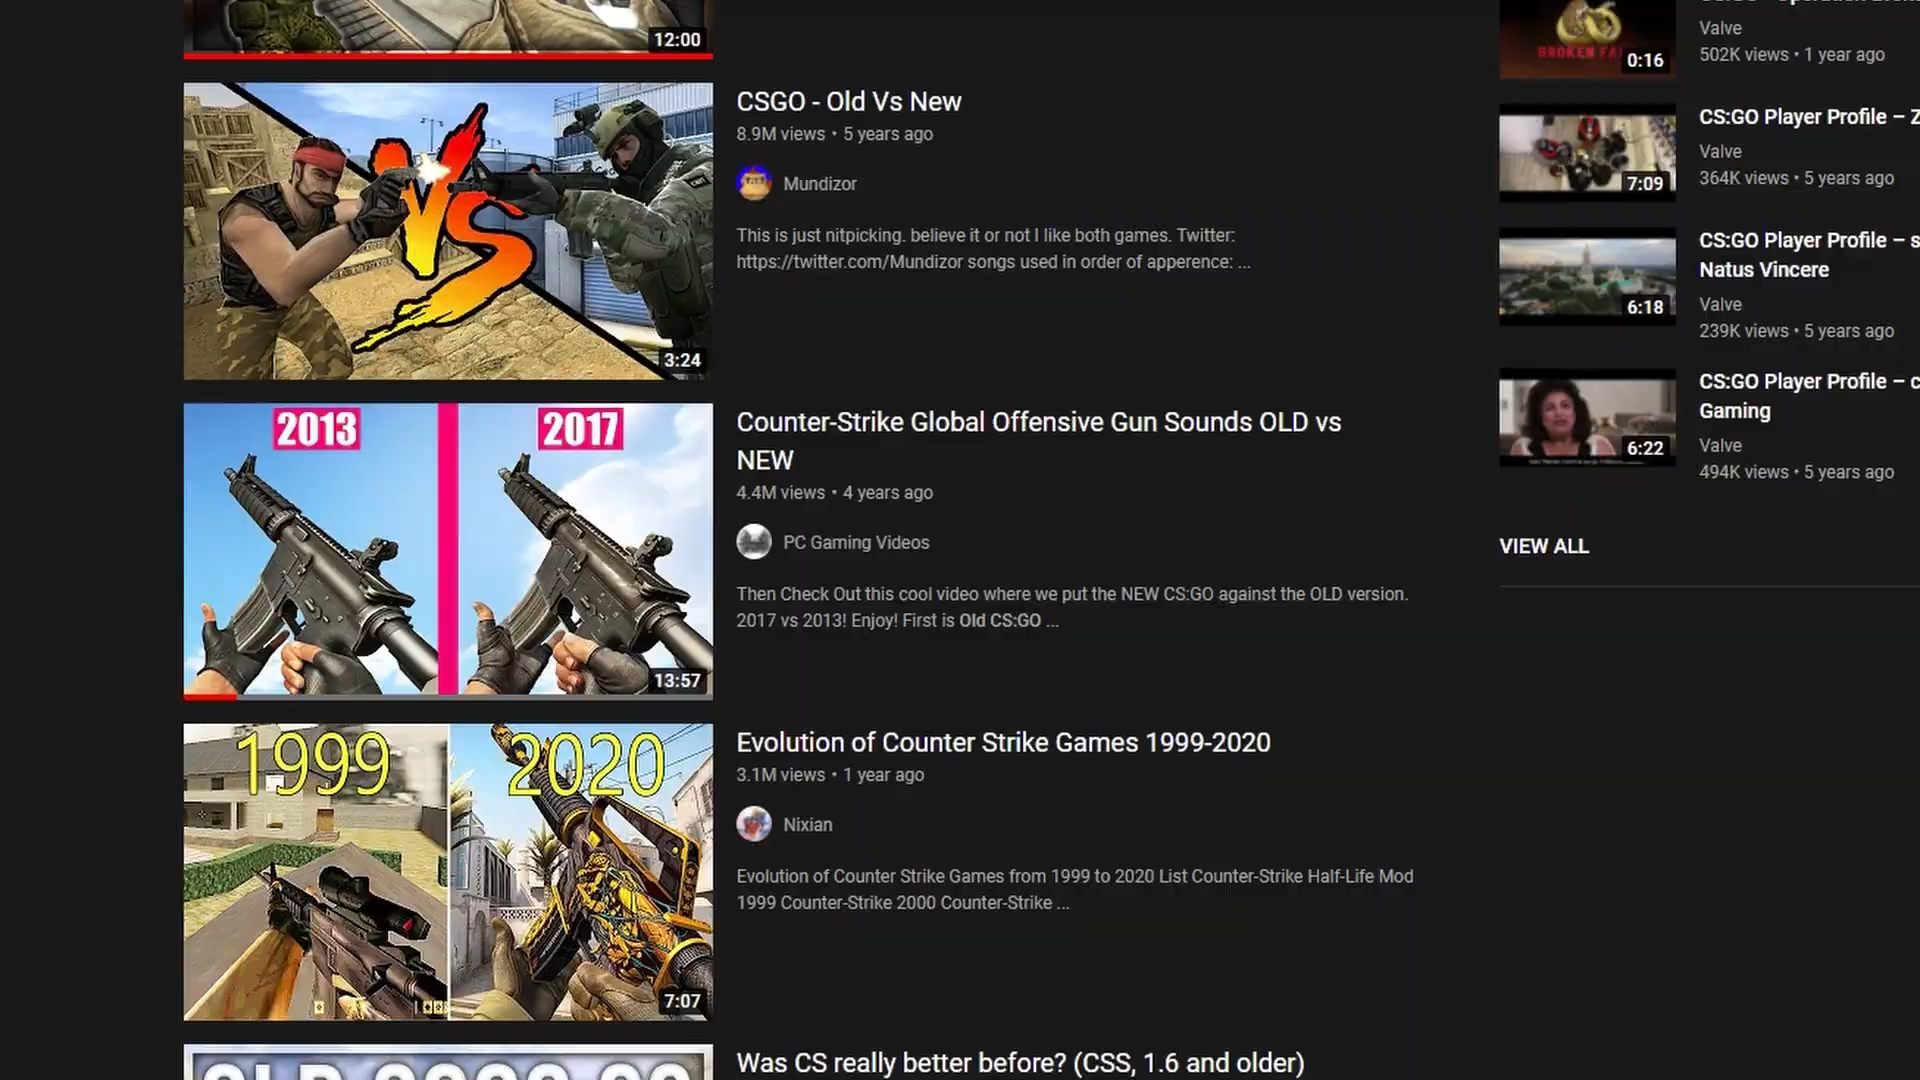 12:00
CSGO - Old Vs New
8.9M views • 5 years ago
Mundizor
This is just nitpicking. believe it or not I like both games. Twitter:
https://twitter.com/Mundizor songs used in order of apperence: ...
VS
3:24
2013
2017
13:57
Counter-Strike Global Offensive Gun Sounds OLD vs
NEW
4.4M views • 4 years ago
PC Gaming Videos
Then Check Out this cool video where we put the NEW CS:GO against the OLD version.
2017 vs 2013! Enjoy! First is Old CS:GO ...
1999
2020
7:07
Evolution of Counter Strike Games 1999-2020
3.1M views • 1 year ago
Nixian
Evolution of Counter Strike Games from 1999 to 2020 List Counter-Strike Half-Life Mod
1999 Counter-Strike 2000 Counter-Strike ...
Was CS really better before? (CSS, 1.6 and older)
BROKEN
0:16
Valve
502K views • 1 year ago
7:09
CS:GO Player Profile –
Valve
364K views • 5 years ago
6:18
CS:GO Player Profile –
Natus Vincere
Valve
239K views • 5 years ago
6:22
CS:GO Player Profile –
Gaming
Valve
494K views • 5 years ago
VIEW ALL